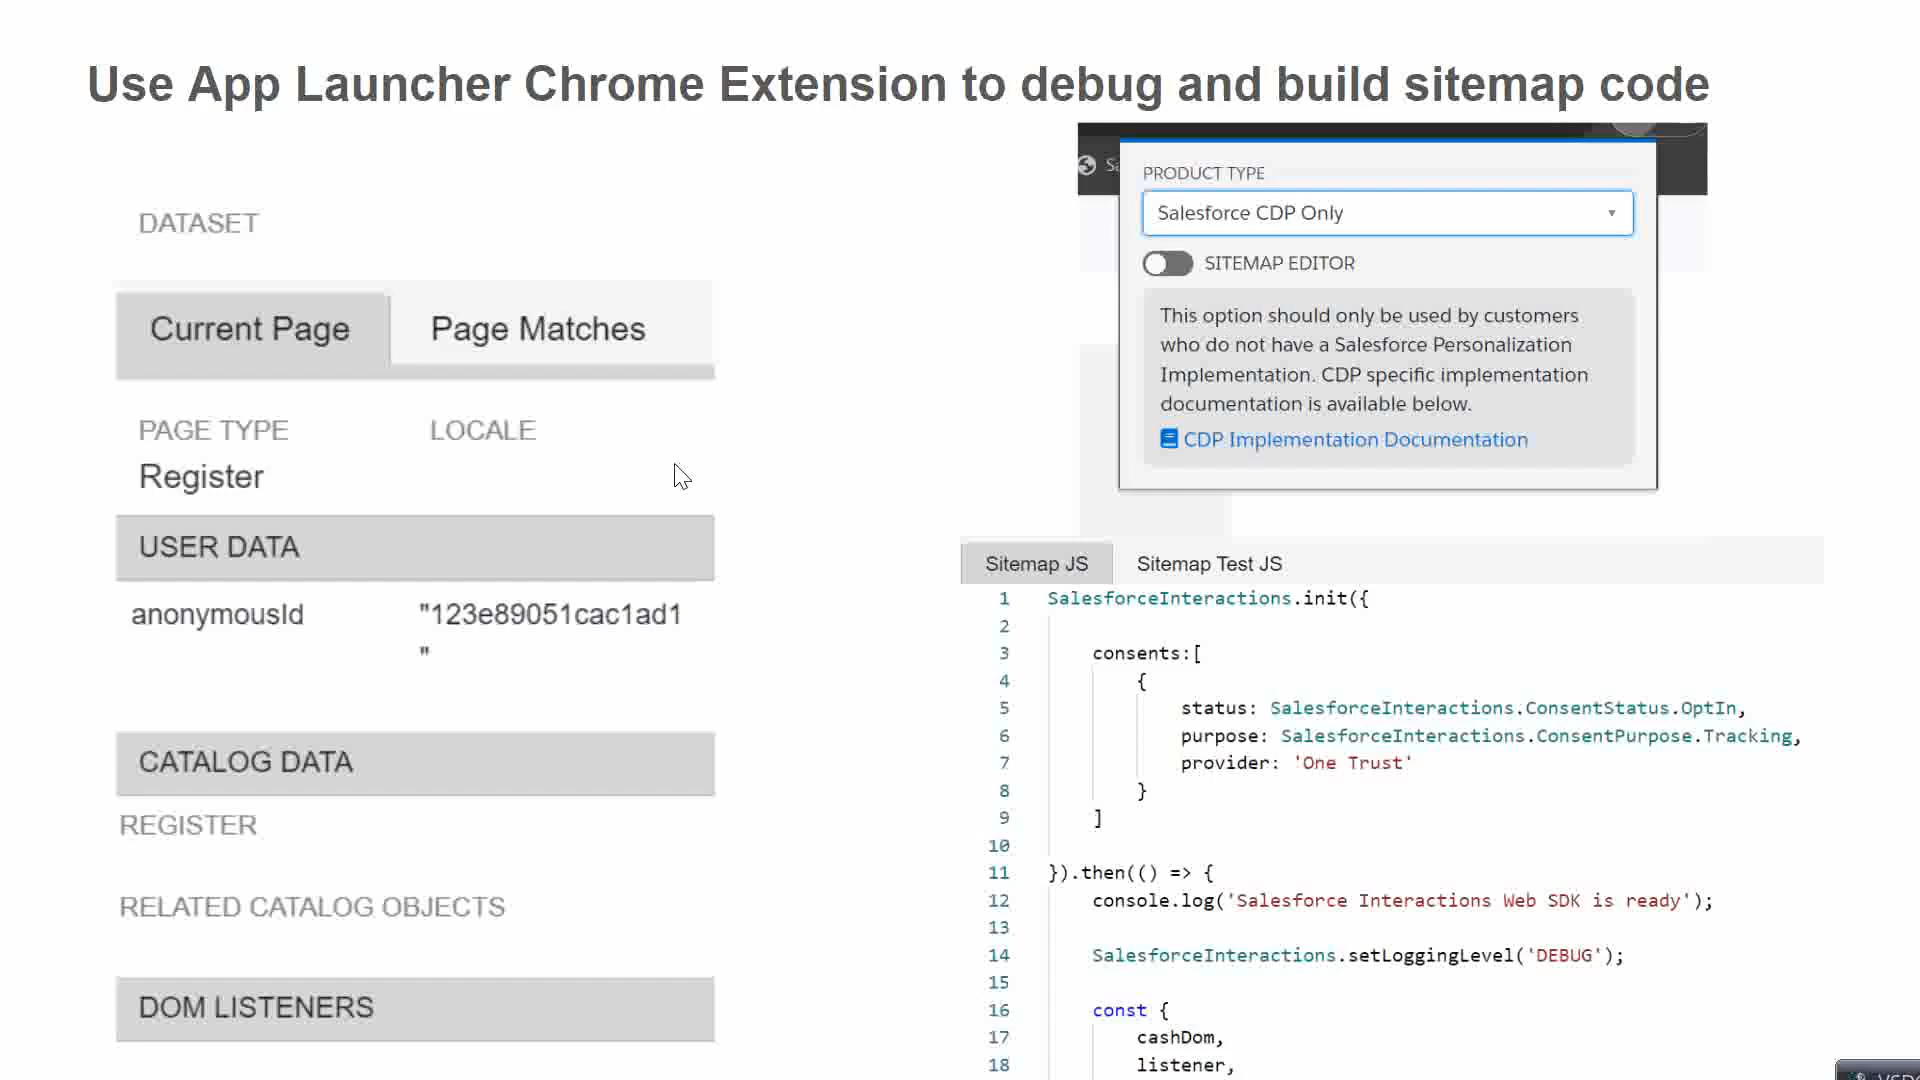 Use App Launcher Chrome Extension to debug and build sitemap code
DATASET
Current Page
Page Matches
PAGE TYPE
LOCALE
Register
USER DATA
anonymousId
"123e89051cac1ad1
"
CATALOG DATA
REGISTER
RELATED CATALOG OBJECTS
DOM LISTENERS
PRODUCT TYPE
Salesforce CDP Only
SITEMAP EDITOR
This option should only be used by customers
who do not have a Salesforce Personalization
Implementation. CDP specific implementation
documentation is available below.
CDP Implementation Documentation
Sitemap JS
Sitemap Test JS
1 SalesforceInteractions.init({
2
3 consents:[
4 {
5 status: SalesforceInteractions.ConsentStatus.OptIn,
6 purpose: SalesforceInteractions.ConsentPurpose.Tracking,
7 provider: 'One Trust'
8 }
9 ]
10
11 }).then(() => {
12 console.log('Salesforce Interactions Web SDK is ready');
13
14 SalesforceInteractions.setLoggingLevel('DEBUG');
15
16 const {
17 cashDom,
18 listener,